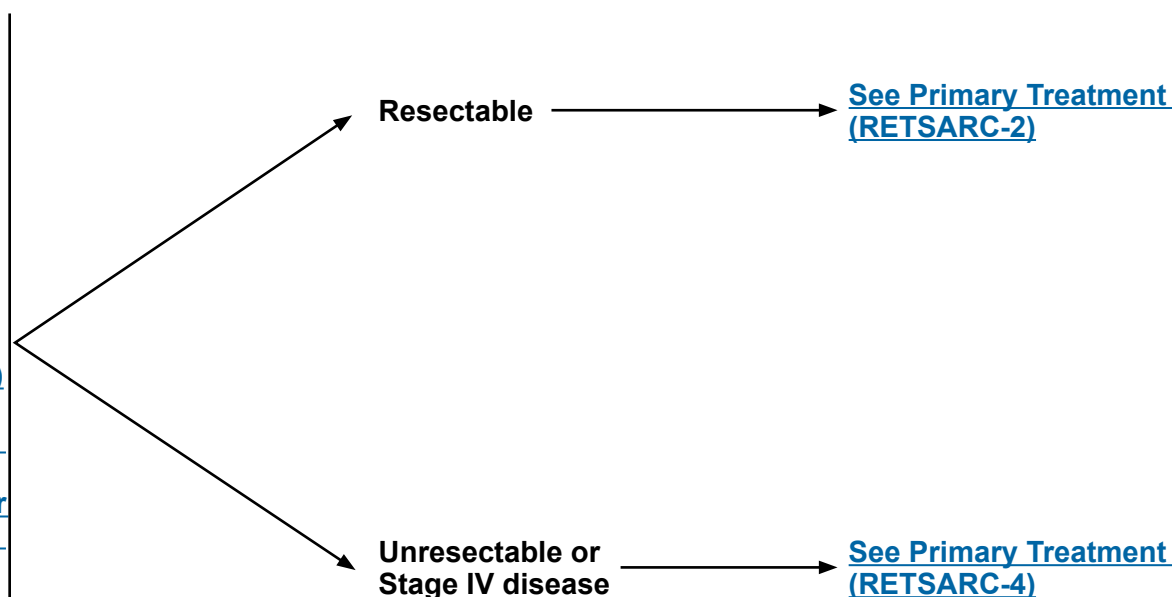 Resectable
See Primary Treatment
(RETSARC-2)
)
r
Unresectable or
Stage IV disease
See Primary Treatment
(RETSARC-4)